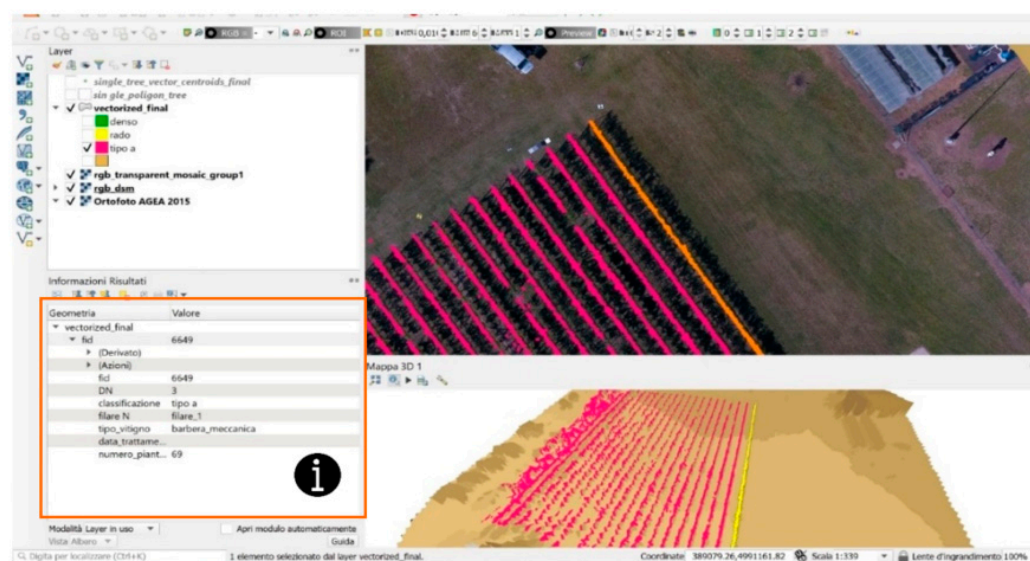 RGB =
ROI
Preview
Layer
single_tree_vector_centroids_final
sin gle_poligon_tree
vectorized_final
denso
rado
tipo a
rgb_transparent_mosaic_group1
rgb_dsm
Ortofoto AGEA 2015
Informazioni Risultati
Geometria Valore
vectorized_final
fid 6649
(Derivato)
(Azioni)
fid 6649
DN 3
classificazione tipo a
filare N filare_1
tipo_vitigno barbera_meccanica
data_trattame...
numero_piant... 69
i
Mappa 3D 1
Modalità Layer in uso
Apri modulo automaticamente
Vista Albero
Guida
Digita per localizzare (Ctrl+K)
1 elemento selezionato dal layer vectorized_final.
Coordinate 389079.26,4991161.82
Scala 1:339
Lente d'ingrandimento 100%